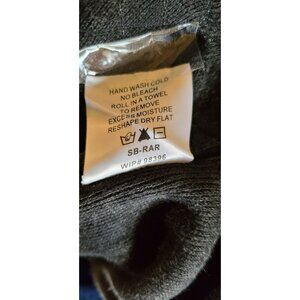 HAND WASH COLD
NO BLEACH
ROLL IN A TOWEL
TO REMOVE
EXCESS MOISTURE
RESHAPE DRY FLAT
SB-RAR
WIP# 98396